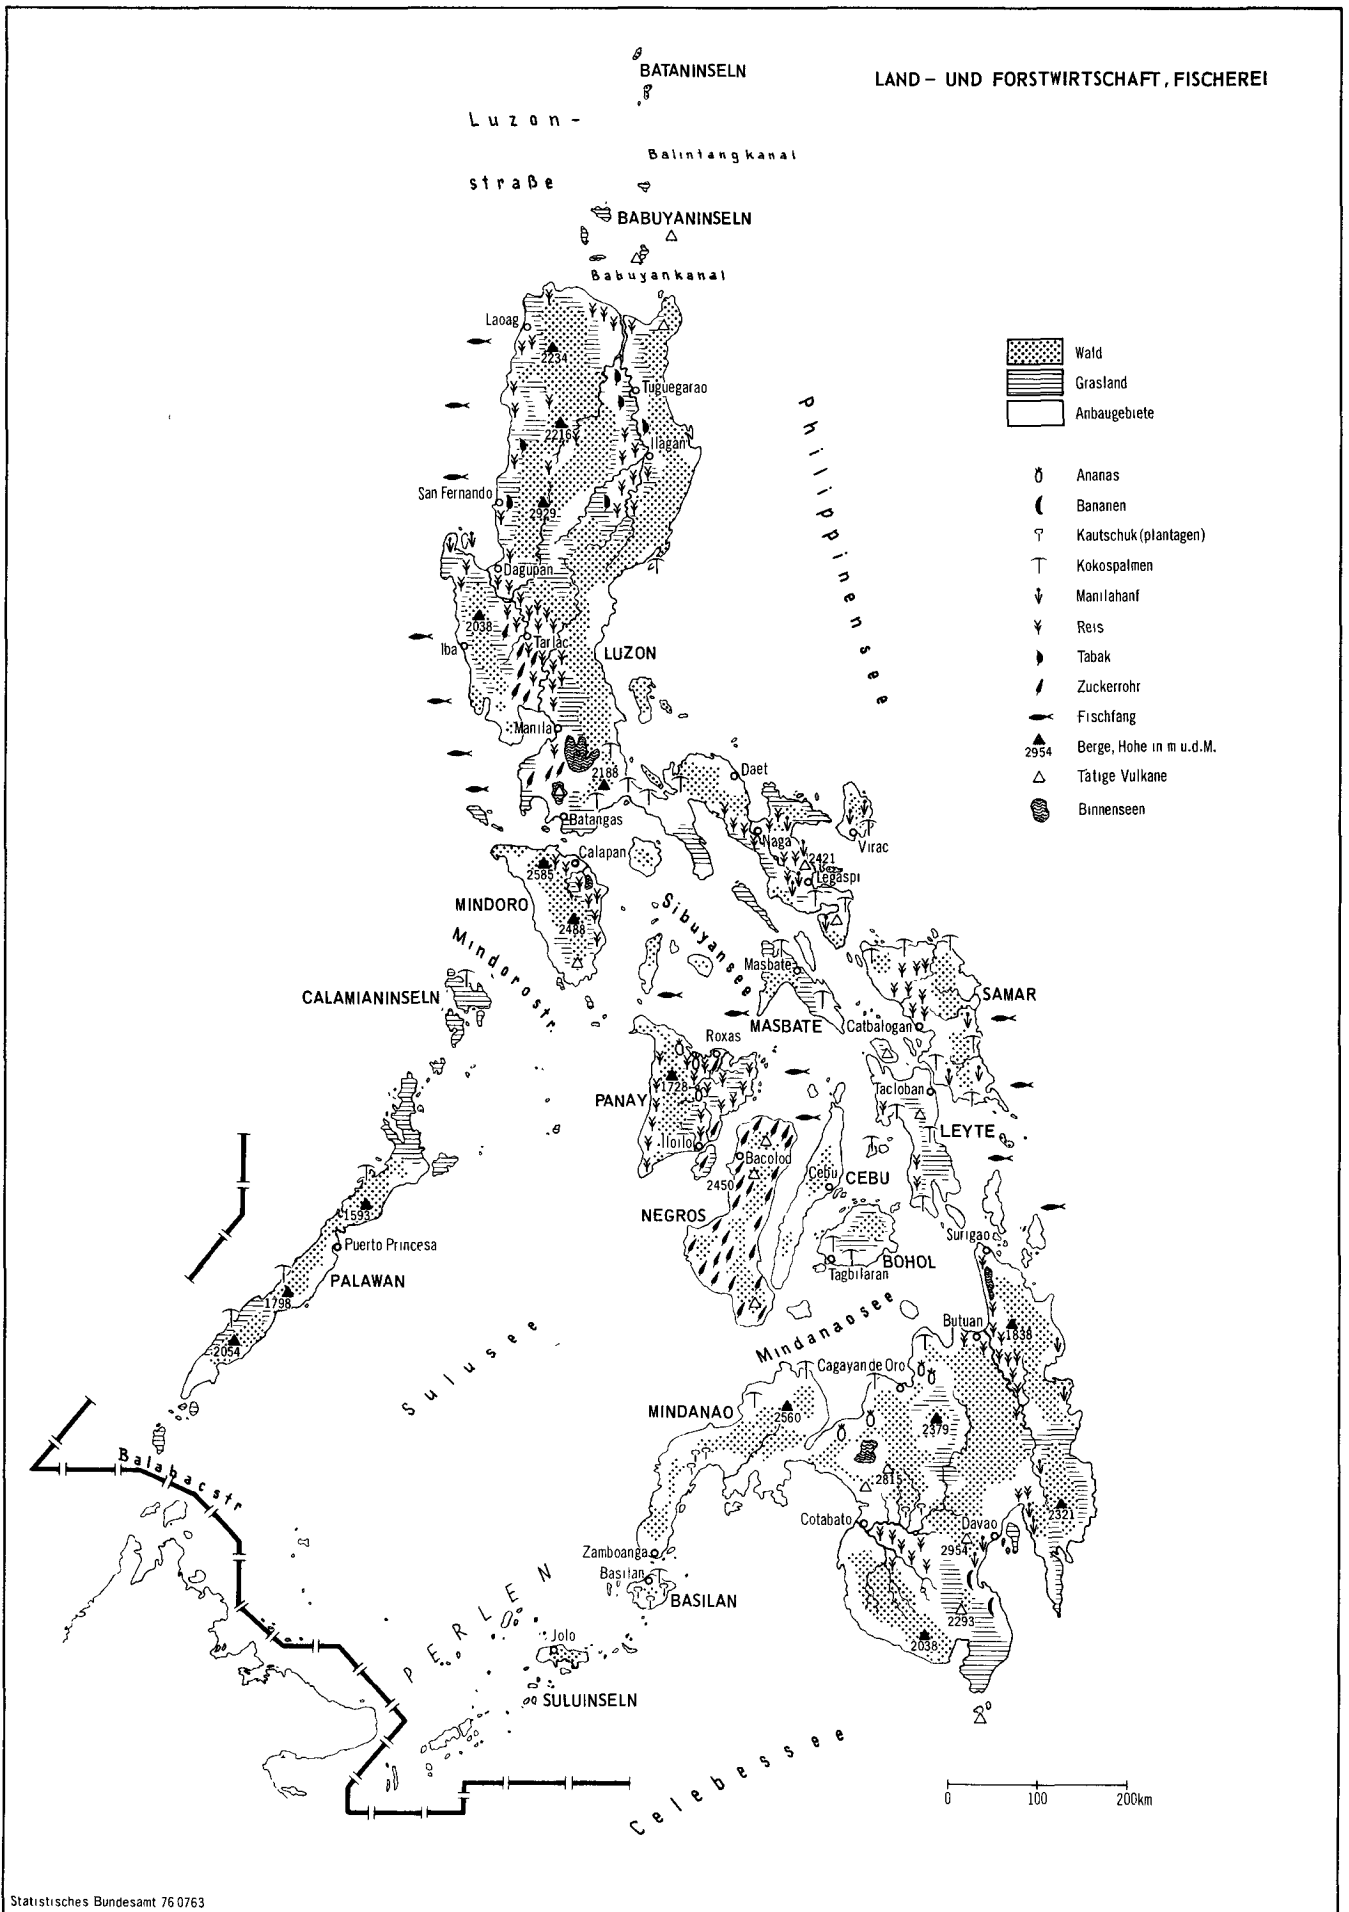 LAND - UND FORSTWIRTSCHAFT, FISCHEREI
BATANINSELN
Luzon-
straße
Balintangkanal
BABUYANINSELN
Babuyankanal
Laoag
2234
Tuguegarao
2216
Ilagan
San Fernando
2929
Dagupan
2038
Iba
Tarlac
LUZON
Manila
2188
Daet
Batangas
Naga
Virac
2421
Legaspi
Calapan
2585
MINDORO
2488
Mindorostr.
Sibuyansee
Masbate
MASBATE
CALAMIANINSELN
SAMAR
Catbalogan
Roxas
1728
PANAY
Tacloban
LEYTE
Iloilo
Bacolod
2450
Cebu
CEBU
NEGROS
1593
Puerto Princesa
PALAWAN
1798
2054
Surigao
BOHOL
Tagbilaran
Butuan
1838
Mindanaosee
Cagayan de Oro
MINDANAO
2560
2379
2815
Sulusee
Balabacstr
Cotabato
Davao
2954
2321
Zamboanga
Basilan
BASILAN
2293
2038
PERLEN
Jolo
SULUINSELN
Celebessee
Philippinensee
Wald
Grasland
Anbaugebiete
Ananas
Bananen
Kautschuk (plantagen)
Kokospalmen
Manilahanf
Reis
Tabak
Zuckerrohr
Fischfang
2954
Berge, Hohe in m u.d.M.
Tätige Vulkane
Binnenseen
0 100 200km
Statistisches Bundesamt 76 0763